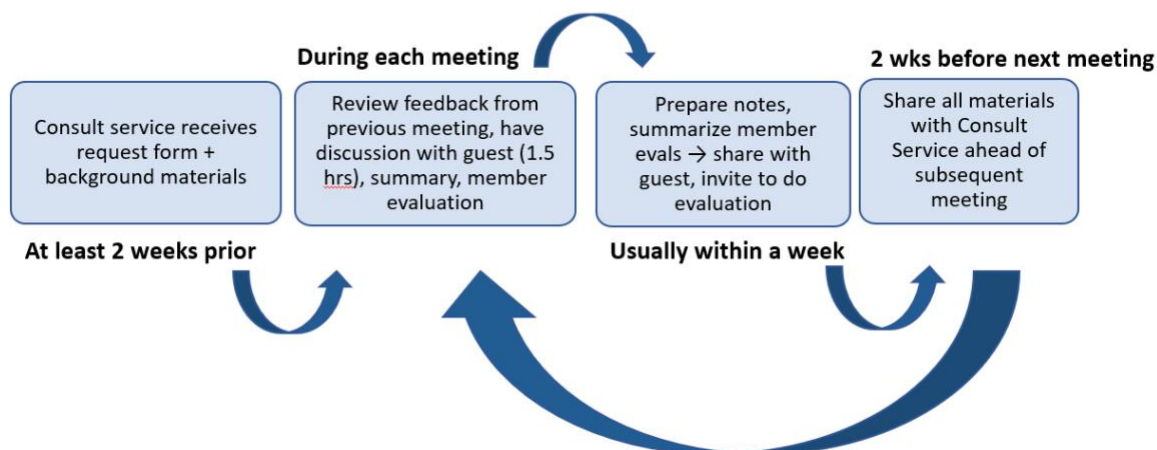 During each meeting
2 wks before next meeting
Consult service receives
request form +
background materials
Review feedback from
previous meeting, have
discussion with guest (1.5
hrs), summary, member
evaluation
Prepare notes,
summarize member
evals → share with
guest, invite to do
evaluation
Share all materials
with Consult
Service ahead of
subsequent
meeting
At least 2 weeks prior
Usually within a week